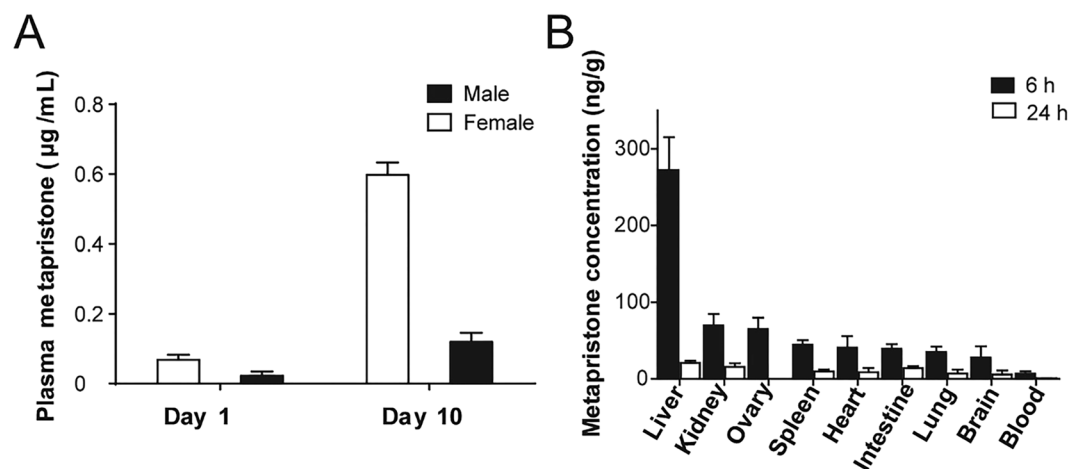 A
Plasma metapristone ( µg /mL)
0.8
0.6
0.4
0.2
0
Male
Female
Day 1
Day 10
B
Metapristone concentration (ng/g)
300
200
100
0
6 h
24 h
Liver
Kidney
Ovary
Spleen
Heart
Intestine
Lung
Brain
Blood